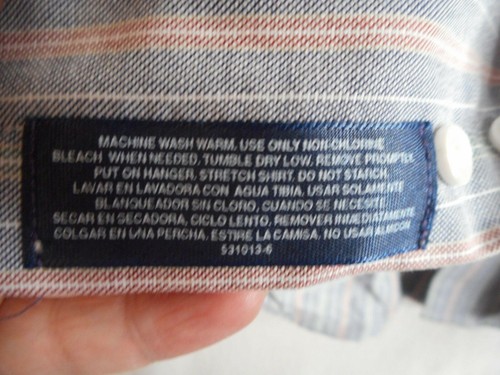 MACHINE WASH WARM. USE ONLY NON-CHLORINE
BLEACH WHEN NEEDED. TUMBLE DRY LOW. REMOVE PROMPTLY.
PUT ON HANGER. STRETCH SHIRT. DO NOT STARCH.
LAVAR EN LAVADORA CON AGUA TIBIA. USAR SOLAMENTE
BLANQUEADOR SIN CLORO, CUANDO SE NECESITE.
SECAR EN SECADORA, CICLO LENTO. REMOVER INMEDIATAMENTE
COLGAR EN UNA PERCHA. ESTIRE LA CAMISA. NO USAR ALMICON
531013-6